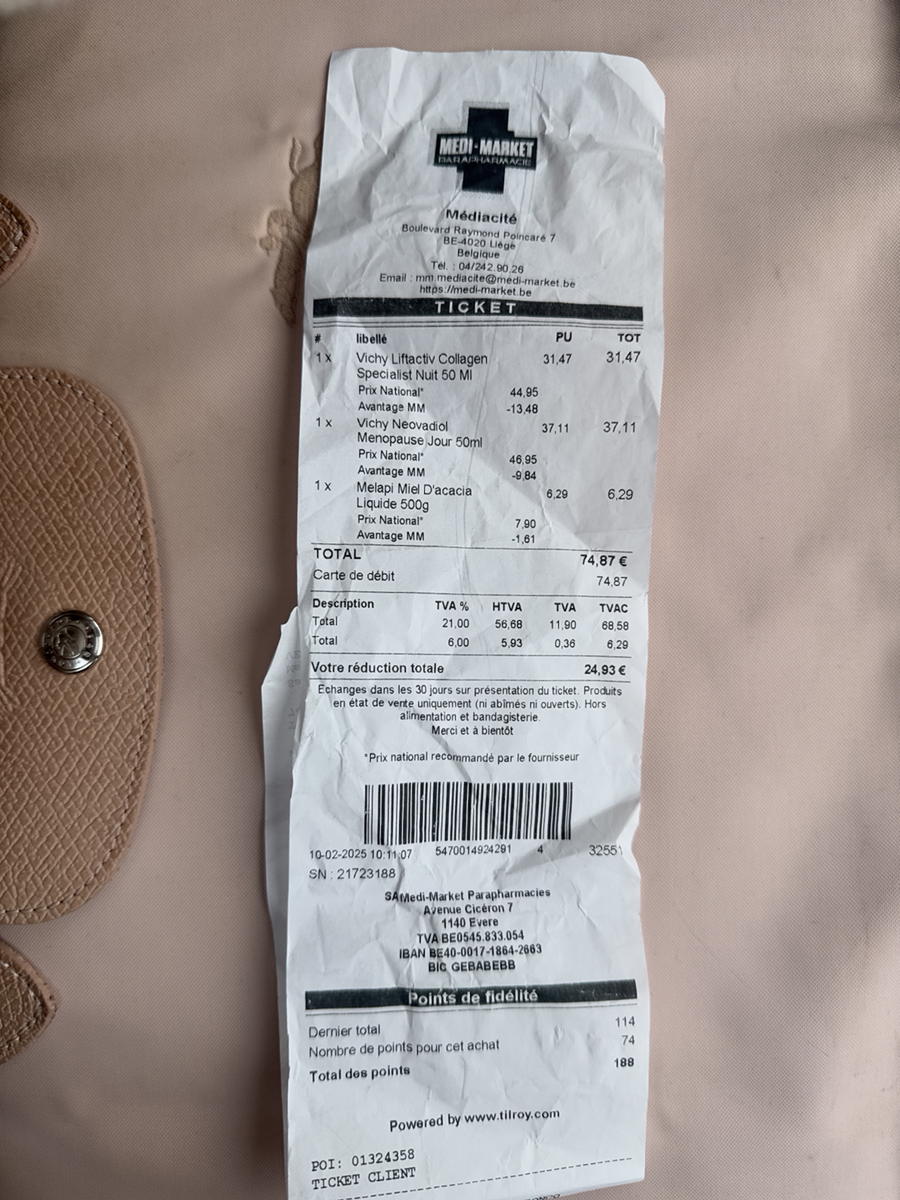 MEDI-MARKET
PARAPHARMACIE
Médiacité
Boulevard Raymond Poincaré 7
BE-4020 Liège
Belgique
Tél. : 04/242.90.26
Email : mm.mediacite@medi-market.be
https://medi-market.be
TICKET
# libellé PU TOT
1 x Vichy Liftactiv Collagen 31,47 31,47
Specialist Nuit 50 Ml
Prix National* 44,95
Avantage MM -13,48
1 x Vichy Neovadiol 37,11 37,11
Menopause Jour 50ml
Prix National* 46,95
Avantage MM -9,84
1 x Melapi Miel D'acacia 6,29 6,29
Liquide 500g
Prix National* 7,90
Avantage MM -1,61
TOTAL 74,87 €
Carte de débit 74,87
Description TVA % HTVA TVA TVAC
Total 21,00 56,68 11,90 68,58
Total 6,00 5,93 0,36 6,29
Votre réduction totale 24,93 €
Echanges dans les 30 jours sur présentation du ticket. Produits
en état de vente uniquement (ni abîmés ni ouverts). Hors
alimentation et bandagisterie.
Merci et à bientôt
*Prix national recommandé par le fournisseur
10-02-2025 10:11:07 5470014924291 4 32551
SN : 21723188
SA Medi-Market Parapharmacies
Avenue Cicéron 7
1140 Evere
TVA BE0545.833.054
IBAN BE40-0017-1864-2663
BIC GEBABEBB
Points de fidélité
Dernier total 114
Nombre de points pour cet achat 74
Total des points 188
Powered by www.tilroy.com
POI: 01324358
TICKET CLIENT